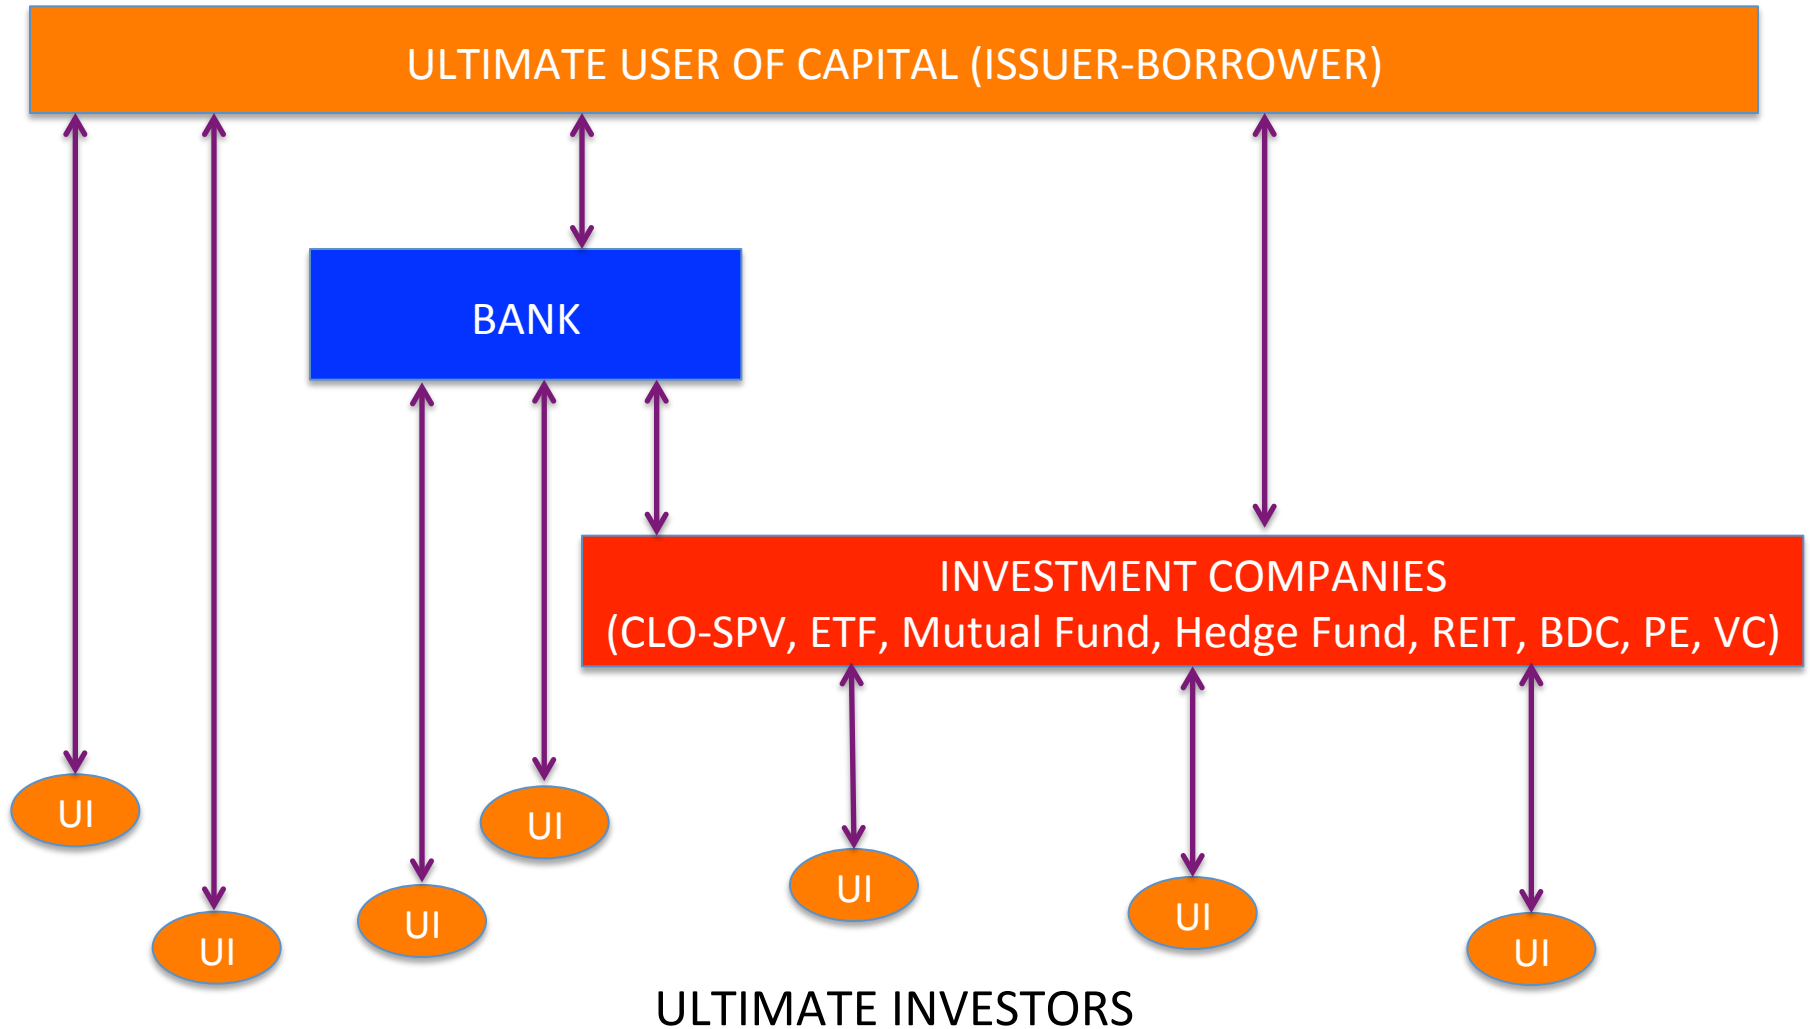 ULTIMATE USER OF CAPITAL (ISSUER-BORROWER)
BANK
INVESTMENT COMPANIES
(CLO-SPV, ETF, Mutual Fund, Hedge Fund, REIT, BDC, PE, VC)
UI
UI
UI
UI
UI
UI
UI
ULTIMATE INVESTORS